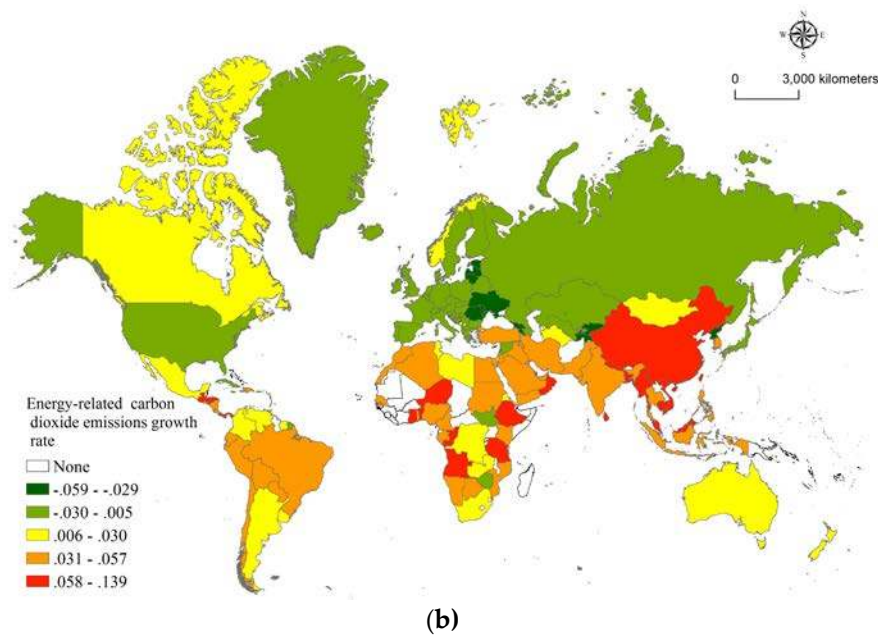 N
W E
S
0 3,000 kilometers
Energy-related carbon
dioxide emissions growth
rate
None
-.059 - -.029
-.030 - .005
.006 - .030
.031 - .057
.058 - .139
(b)